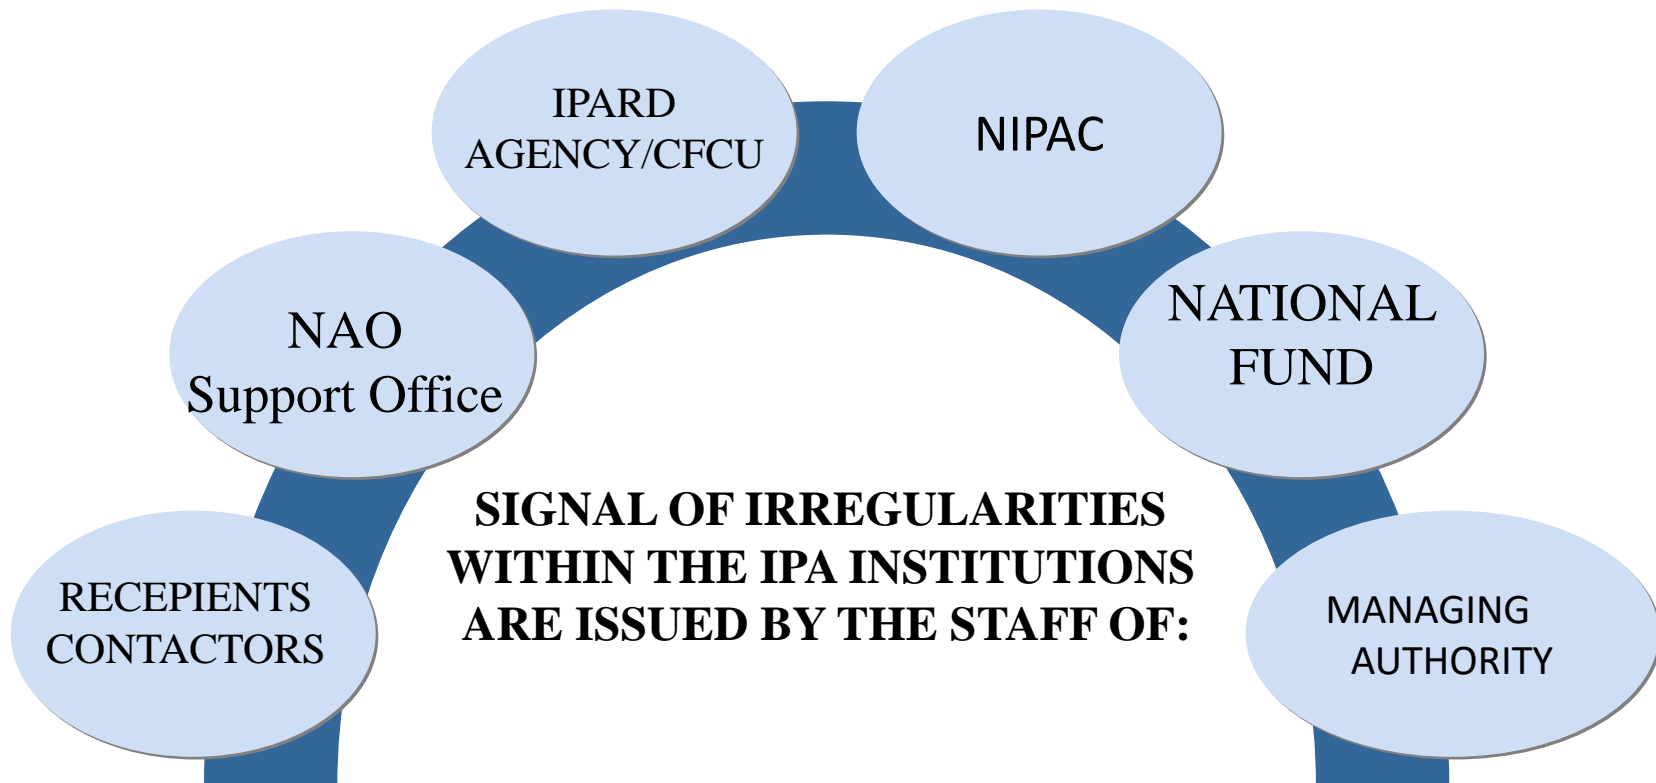 IPARD
AGENCY/CFCU
NIPAC
NAO
Support Office
NATIONAL
FUND
RECEPIENTS
CONTACTORS
SIGNAL OF IRREGULARITIES
WITHIN THE IPA INSTITUTIONS
ARE ISSUED BY THE STAFF OF:
MANAGING
AUTHORITY